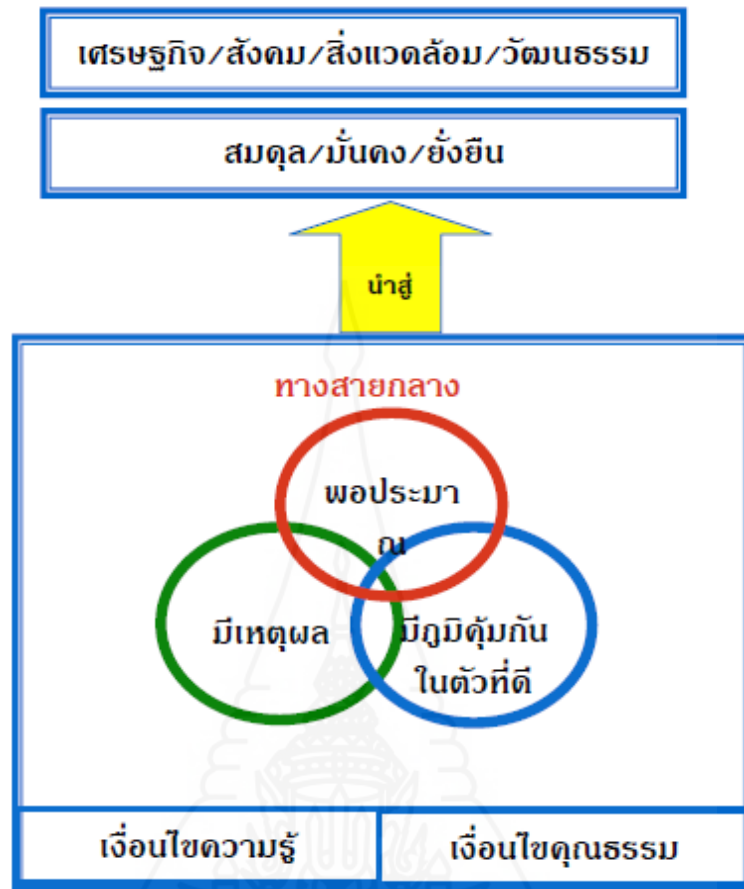 เศรษฐกิจ/สังคม/สิ่งแวดล้อม/วัฒนธรรม
สมดุล/มั่นคง/ยั่งยืน
นำสู่
ทางสายกลาง
พอประมา
ณ
มีเหตุผล
มีภูมิคุ้มกัน
ในตัวที่ดี
เงื่อนไขความรู้
เงื่อนไขคุณธรรม